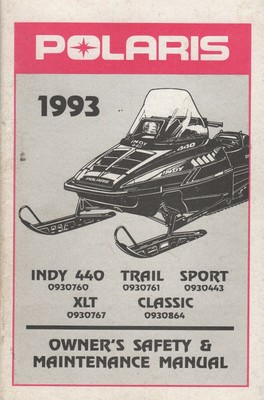 POLARIS
1993
INDY 440
440
INDY
POLARIS
INDY 440 TRAIL SPORT
0930760 0930761 0930443
XLT CLASSIC
0930767 0930864
OWNER'S SAFETY &
MAINTENANCE MANUAL